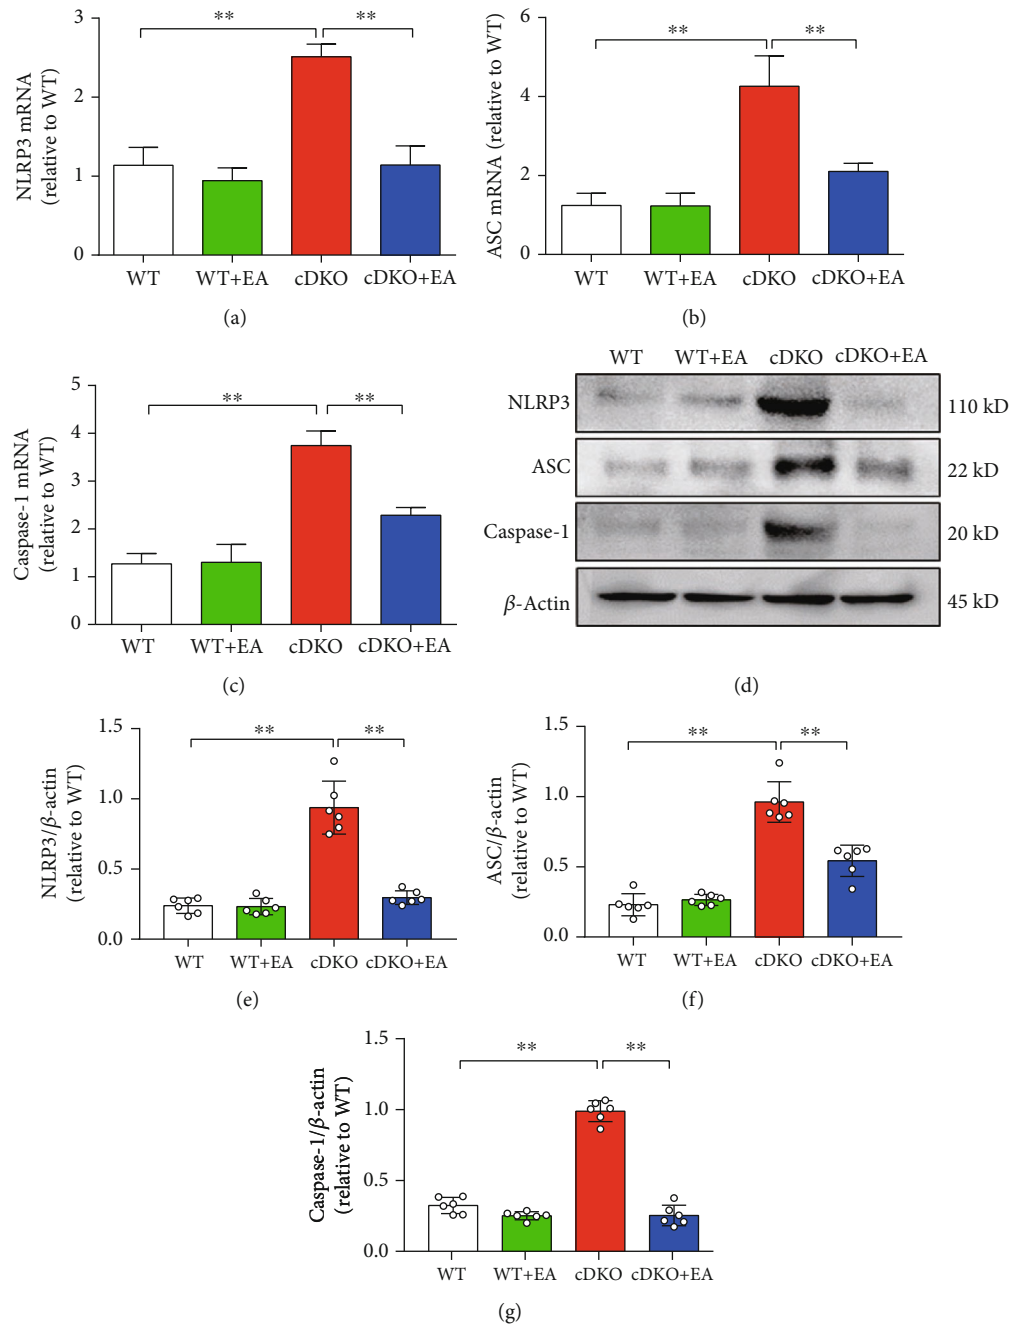 NLRP3 mRNA
(relative to WT)
3
2
1
0
**
**
WT
WT+EA
cDKO
cDKO+EA
(a)
ASC mRNA (relative to WT)
6
4
2
0
**
**
WT
WT+EA
cDKO
cDKO+EA
(b)
Caspase-1 mRNA
(relative to WT)
5
4
3
2
1
0
**
**
WT
WT+EA
cDKO
cDKO+EA
(c)
WT WT+EA cDKO cDKO+EA
NLRP3 110 kD
ASC 22 kD
Caspase-1 20 kD
β-Actin 45 kD
(d)
NLRP3/β-actin
(relative to WT)
1.5
1.0
0.5
0.0
**
**
WT
WT+EA
cDKO
cDKO+EA
(e)
ASC/β-actin
(relative to WT)
1.5
1.0
0.5
0.0
**
**
WT
WT+EA
cDKO
cDKO+EA
(f)
Caspase-1/β-actin
(relative to WT)
1.5
1.0
0.5
0.0
**
**
WT
WT+EA
cDKO
cDKO+EA
(g)